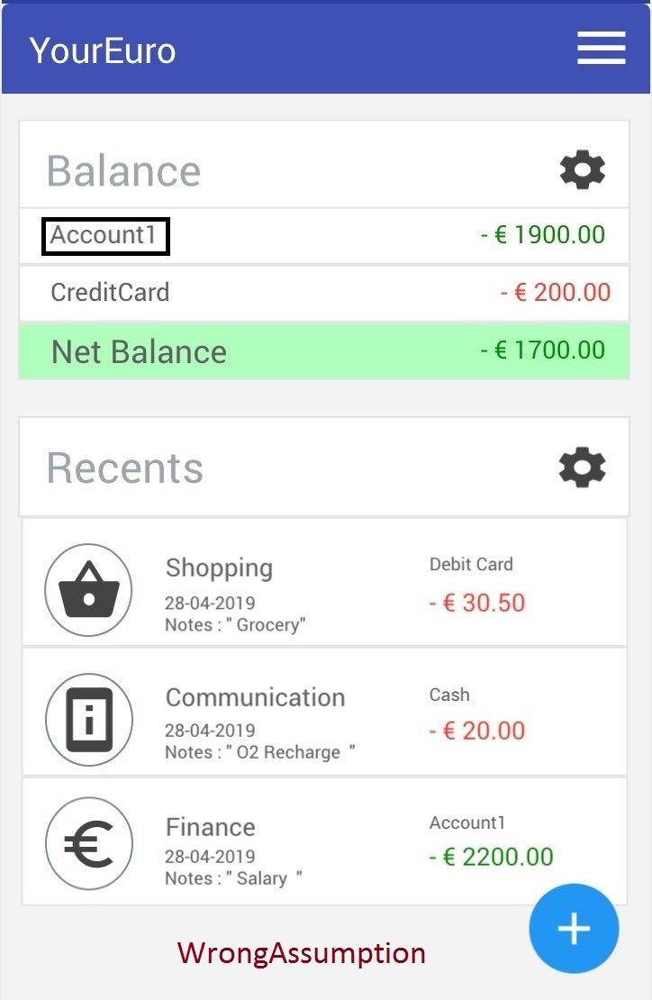 YourEuro
Balance
Account1 - € 1900.00
CreditCard - € 200.00
Net Balance - € 1700.00
Recents
Shopping Debit Card
28-04-2019 - € 30.50
Notes : " Grocery"
Communication Cash
28-04-2019 - € 20.00
Notes : " O2 Recharge "
Finance Account1
28-04-2019 - € 2200.00
Notes : " Salary "
WrongAssumption